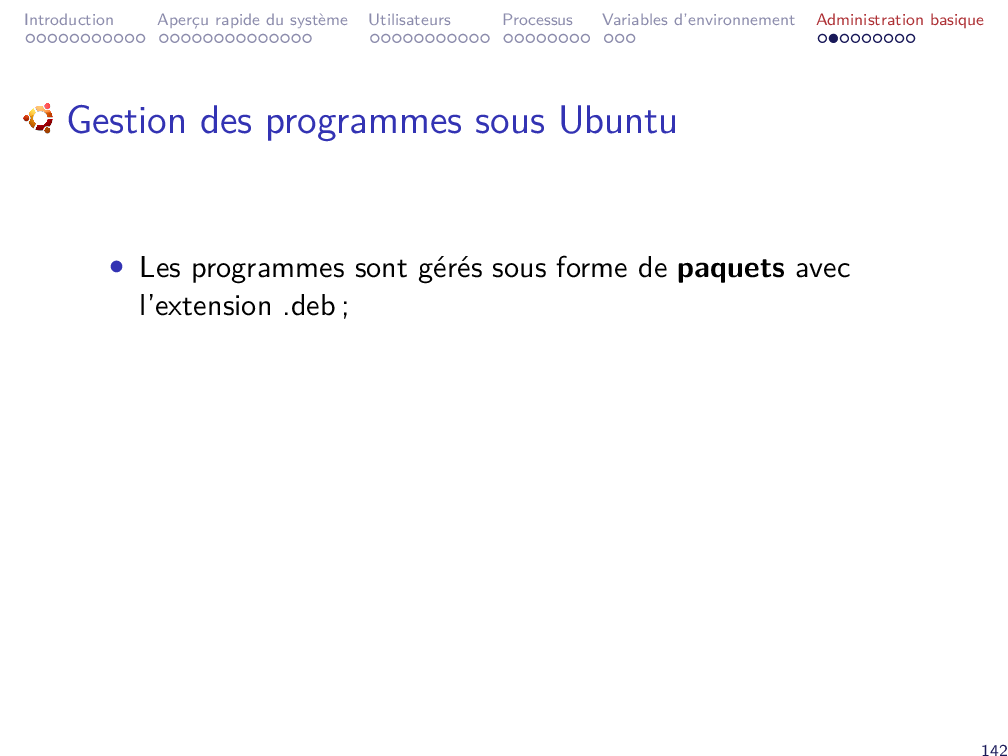 Introduction Aperçu rapide du système Utilisateurs Processus Variables d'environnement Administration basique
Gestion des programmes sous Ubuntu
• Les programmes sont gérés sous forme de paquets avec
l'extension .deb ;
142